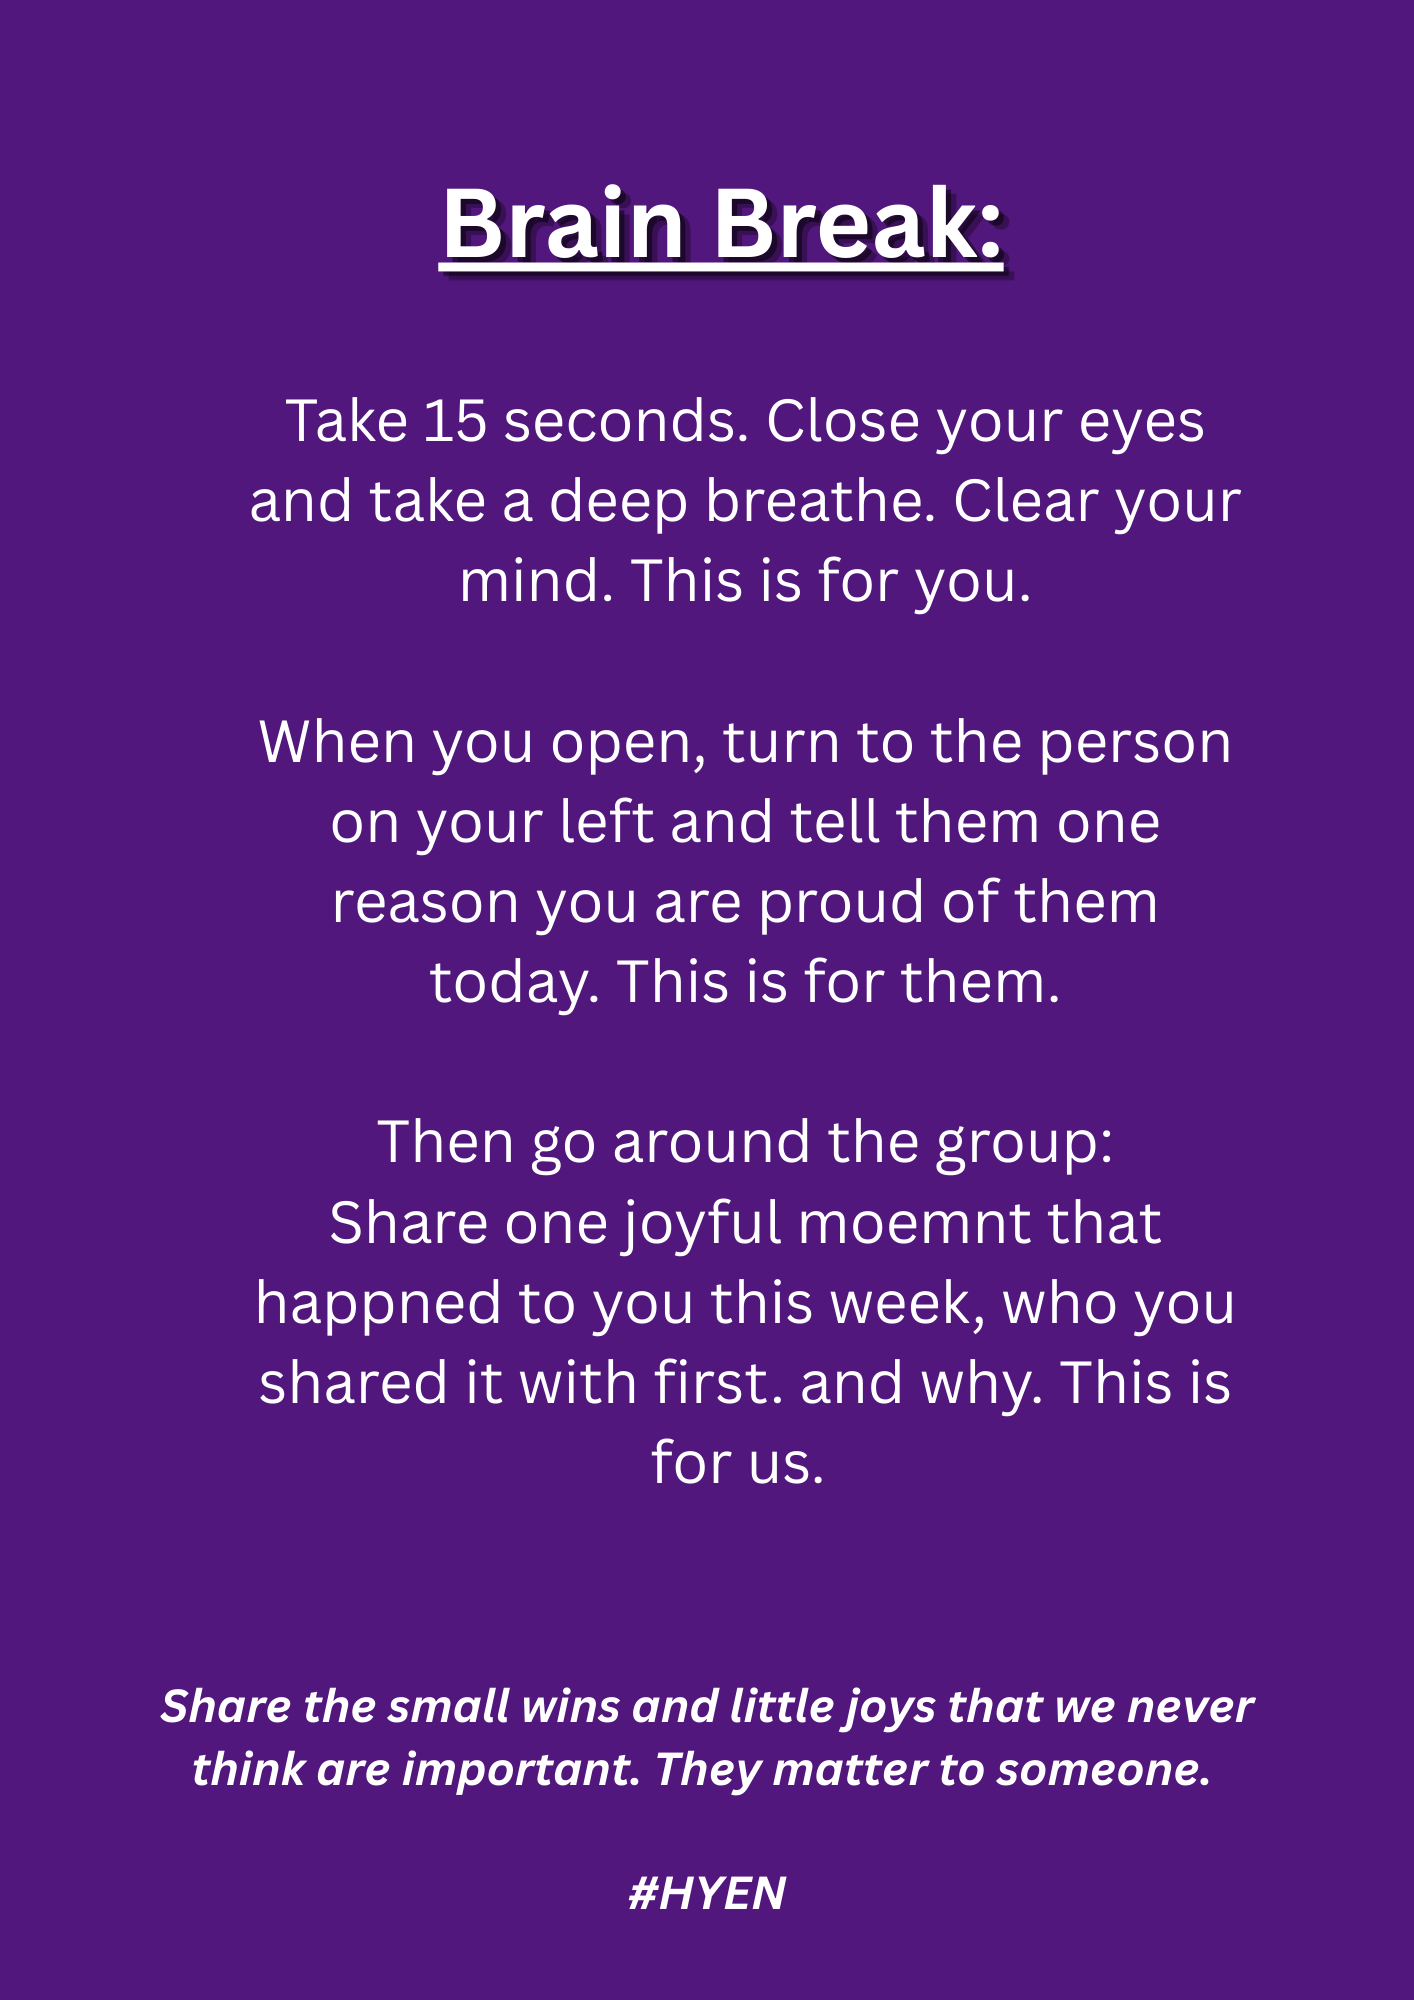 Brain Break:
Take 15 seconds. Close your eyes
and take a deep breathe. Clear your
mind. This is for you.
When you open, turn to the person
on your left and tell them one
reason you are proud of them
today. This is for them.
Then go around the group:
Share one joyful moemnt that
happned to you this week, who you
shared it with first. and why. This is
for us.
Share the small wins and little joys that we never
think are important. They matter to someone.
#HYEN